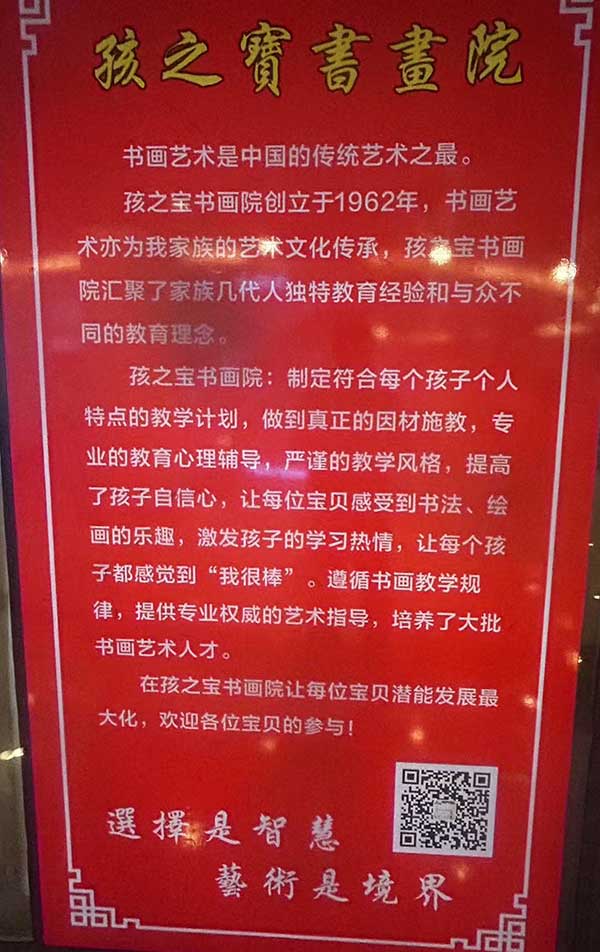 孩之寶書畫院
书画艺术是中国的传统艺术之最。
孩之宝书画院创立于1962年，书画艺
术亦为我家族的艺术文化传承，孩之宝书画
院汇聚了家族几代人独特教育经验和与众不
同的教育理念。
孩之宝书画院：制定符合每个孩子个人
特点的教学计划，做到真正的因材施教，专
业的教育心理辅导，严谨的教学风格，提高
了孩子自信心，让每位宝贝感受到书法、绘
画的乐趣，激发孩子的学习热情，让每个孩
子都感觉到“我很棒”。遵循书画教学规
律，提供专业权威的艺术指导，培养了大批
书画艺术人才。
在孩之宝书画院让每位宝贝潜能发展最
大化，欢迎各位宝贝的参与！
選擇是智慧
藝術是境界